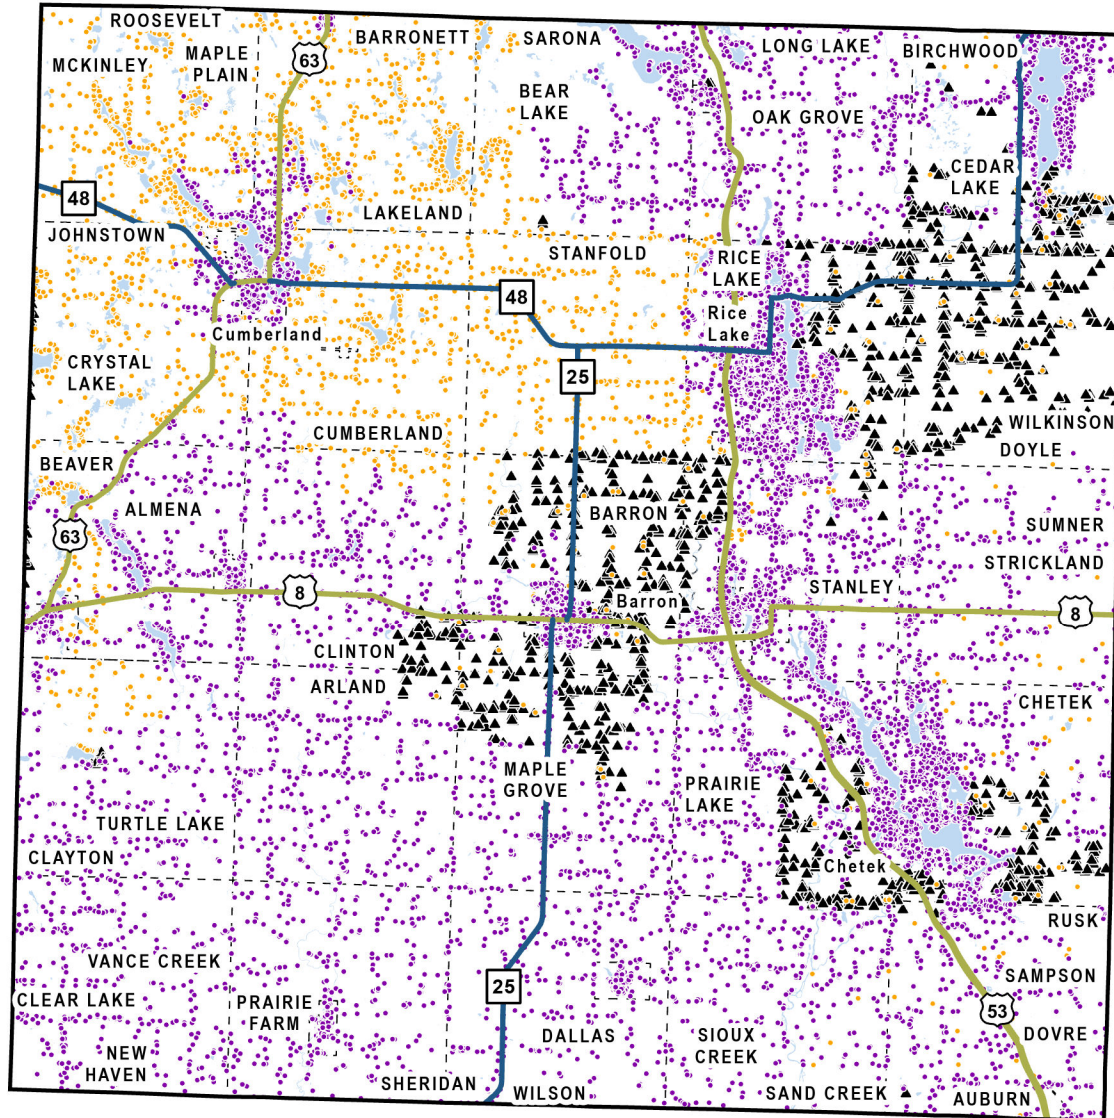 ROOSEVELT
BARRONETT
SARONA
LONG LAKE
BIRCHWOOD
MCKINLEY
MAPLE
PLAIN
63
BEAR
LAKE
OAK GROVE
CEDAR
LAKE
48
LAKELAND
JOHNSTOWN
STANFOLD
RICE
LAKE
48
Rice
Lake
Cumberland
CRYSTAL
LAKE
25
CUMBERLAND
WILKINSON
DOYLE
BEAVER
ALMENA
BARRON
SUMNER
63
STRICKLAND
STANLEY
8
Barron
8
CLINTON
ARLAND
CHETEK
MAPLE
GROVE
PRAIRIE
LAKE
TURTLE LAKE
CLAYTON
Chetek
RUSK
VANCE CREEK
SAMPSON
CLEAR LAKE
PRAIRIE
FARM
25
53
DALLAS
SIOUX
CREEK
DOVRE
NEW
HAVEN
SHERIDAN
WILSON
SAND CREEK
AUBURN